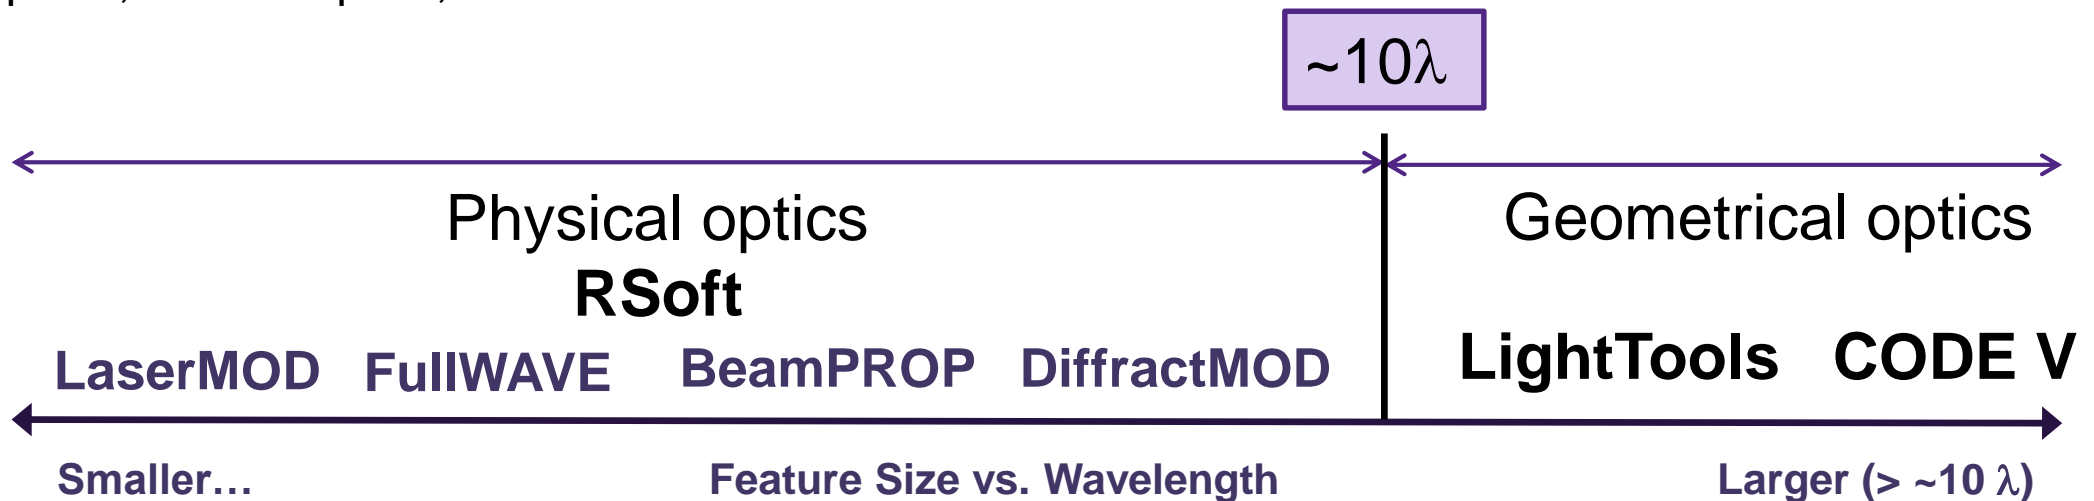 ~10λ
Physical optics
Geometrical optics
RSoft
LaserMOD FullWAVE BeamPROP DiffractMOD
LightTools CODE V
Smaller…
Feature Size vs. Wavelength
Larger (> ~10 λ)